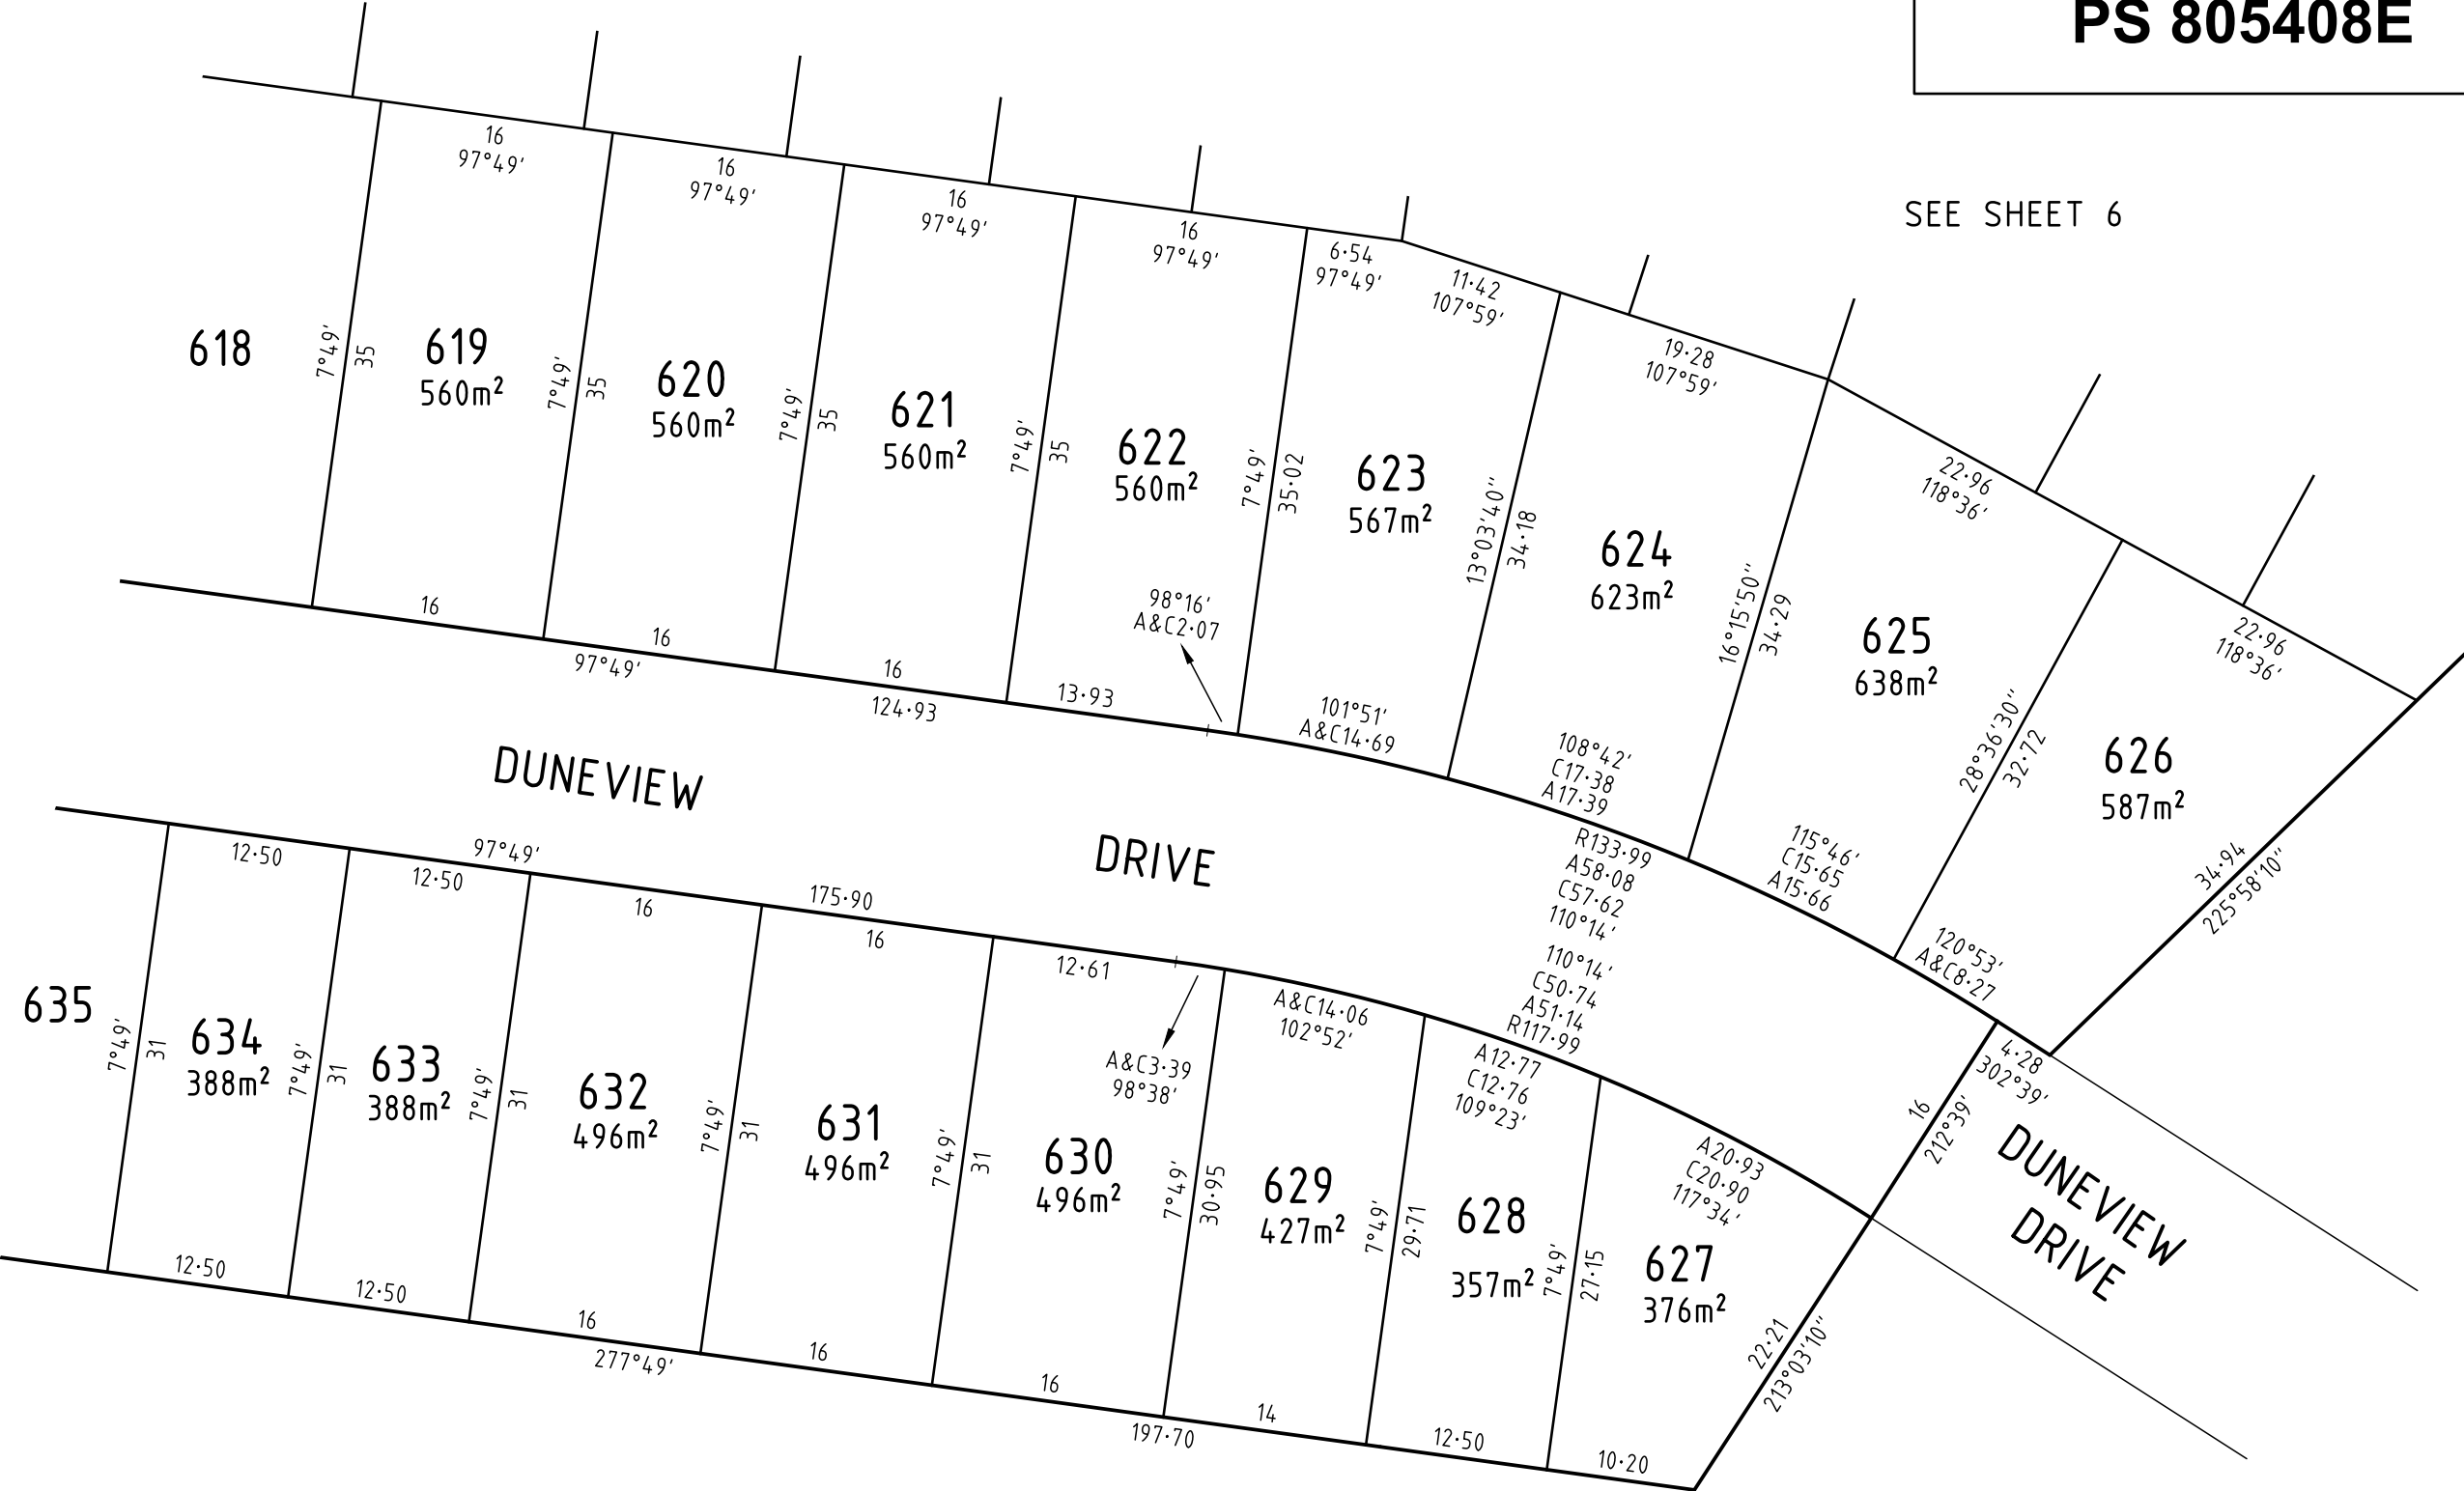 PS 805408E
SEE SHEET 6
16
97°49'
16
97°49'
16
97°49'
16
97°49'
6·54
97°49'
11·42
107°59'
19·28
107°59'
22·96
118°36'
22·96
118°36'
618
7°49'
35
619
560m²
7°49'
35
620
560m²
7°49'
35
621
560m²
7°49'
35
622
560m²
7°49'
35·02
623
567m²
13°03'40"
34·18
624
623m²
16°15'50"
34·29
625
638m²
28°36'30"
32·72
626
587m²
34·94
225°58'10"
16
16
97°49'
16
124·93
13·93
98°16'
A&C2·07
101°51'
A&C14·69
108°42'
C17·38
A17·39
115°46'
C15·65
A15·66
120°53'
A&C8·27
R133·99
A58·08
C57·62
110°14'
110°14'
C50·74
A51·14
R117·99
DUNEVIEW
DRIVE
12·50
97°49'
12·50
16
175·90
16
12·61
A&C3·39
98°38'
A&C14·06
102°52'
A12·77
C12·76
109°23'
A20·93
C20·90
117°34'
4·28
302°39'
16
212°39'
DUNEVIEW
DRIVE
635
7°49'
31
634
388m²
7°49'
31
633
388m²
7°49'
31
632
496m²
7°49'
31
631
496m²
7°49'
31
630
496m²
7°49'
30·95
629
427m²
7°49'
29·71
628
357m²
7°49'
27·15
627
376m²
22·21
213°03'10"
12·50
12·50
16
277°49'
16
16
197·70
14
12·50
10·20